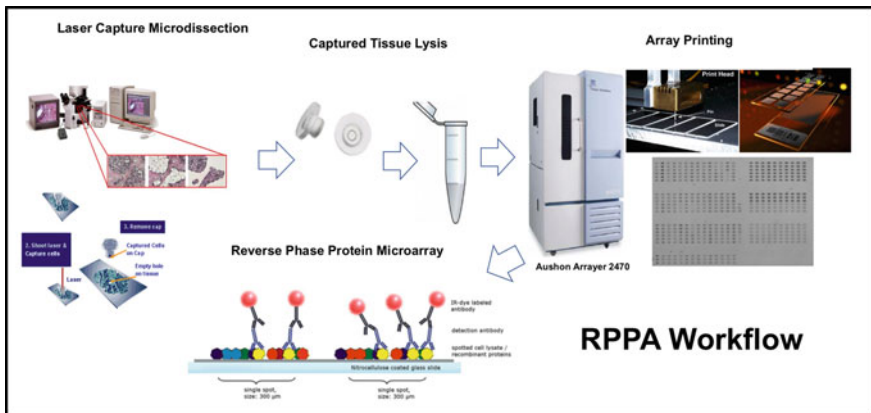 Laser Capture Microdissection
Captured Tissue Lysis
Array Printing
Print Head
2. Shoot laser &
Capture cells
Laser
3. Remove cap
Captured Cells
on Cap
Empty hole
on tissue
Aushon Arrayer 2470
Reverse Phase Protein Microarray
IR-dye labeled
antibody
detection antibody
spotted cell lysate /
recombinant proteins
Nitrocellulose coated glass slide
single spot,
size: 300 µm
single spot,
size: 300 µm
RPPA Workflow